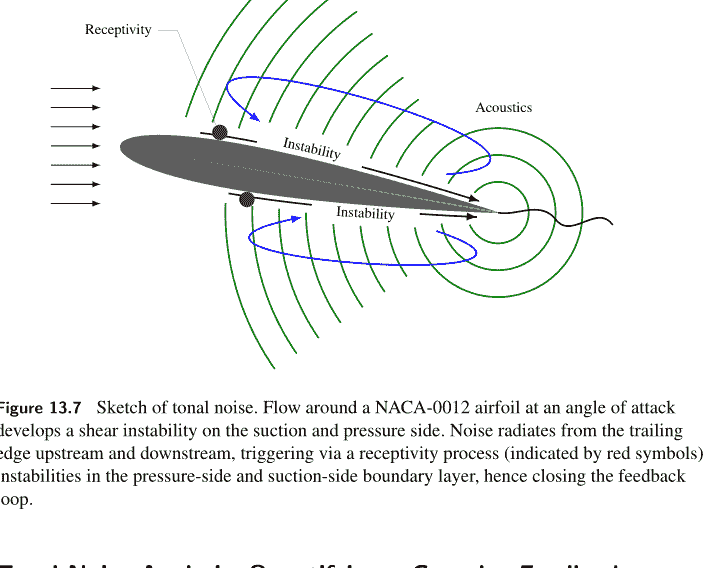 Receptivity
Acoustics
Instability
Instability
Figure 13.7 Sketch of tonal noise. Flow around a NACA-0012 airfoil at an angle of attack
develops a shear instability on the suction and pressure side. Noise radiates from the trailing
edge upstream and downstream, triggering via a receptivity process (indicated by red symbols)
instabilities in the pressure-side and suction-side boundary layer, hence closing the feedback
loop.